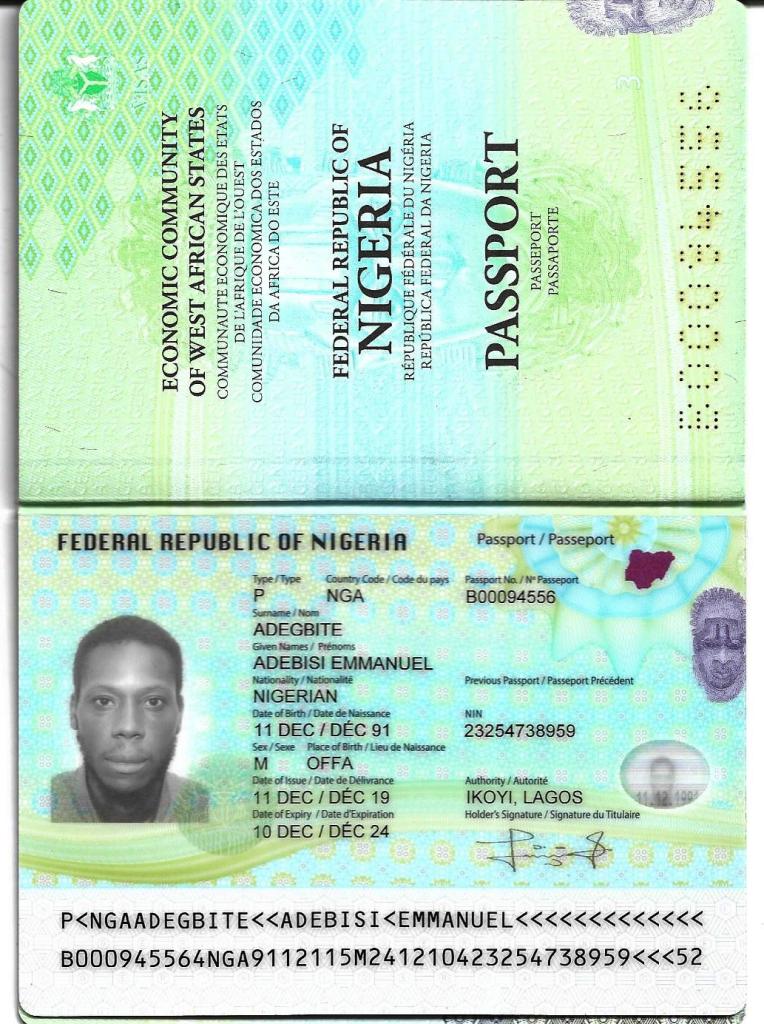 VISAS
ECONOMIC COMMUNITY
OF WEST AFRICAN STATES
COMMUNAUTE ECONOMIQUE DES ETATS
DE L'AFRIQUE DE L'OUEST
COMUNIDADE ECONOMICA DOS ESTADOS
DA AFRICA DO ESTE
FEDERAL REPUBLIC OF
NIGERIA
RÉPUBLIQUE FÉDÉRALE DU NIGÉRIA
REPÚBLICA FEDERAL DA NIGERIA
PASSPORT
PASSEPORT
PASSAPORTE
3
B00094556
FEDERAL REPUBLIC OF NIGERIA
Passport / Passeport
Type / Type Country Code / Code du pays Passport No. / N° Passeport
P NGA B00094556
Surname / Nom
ADEGBITE
Given Names / Prénoms
ADEBISI EMMANUEL
Nationality / Nationalité Previous Passport / Passeport Précédent
NIGERIAN
Date of Birth / Date de Naissance NIN
11 DEC / DÉC 91 23254738959
Sex / Sexe Place of Birth / Lieu de Naissance
M OFFA
Date of Issue / Date de Délivrance Authority / Autorité
11 DEC / DÉC 19 IKOYI, LAGOS
Date of Expiry / Date d'Expiration Holder's Signature / Signature du Titulaire
10 DEC / DÉC 24
11.12.1991
P<NGAADEGBITE<<ADEBISI<EMMANUEL<<<<<<<<<<<<<
B000945564NGA9112115M24121042325473895​9<<<52